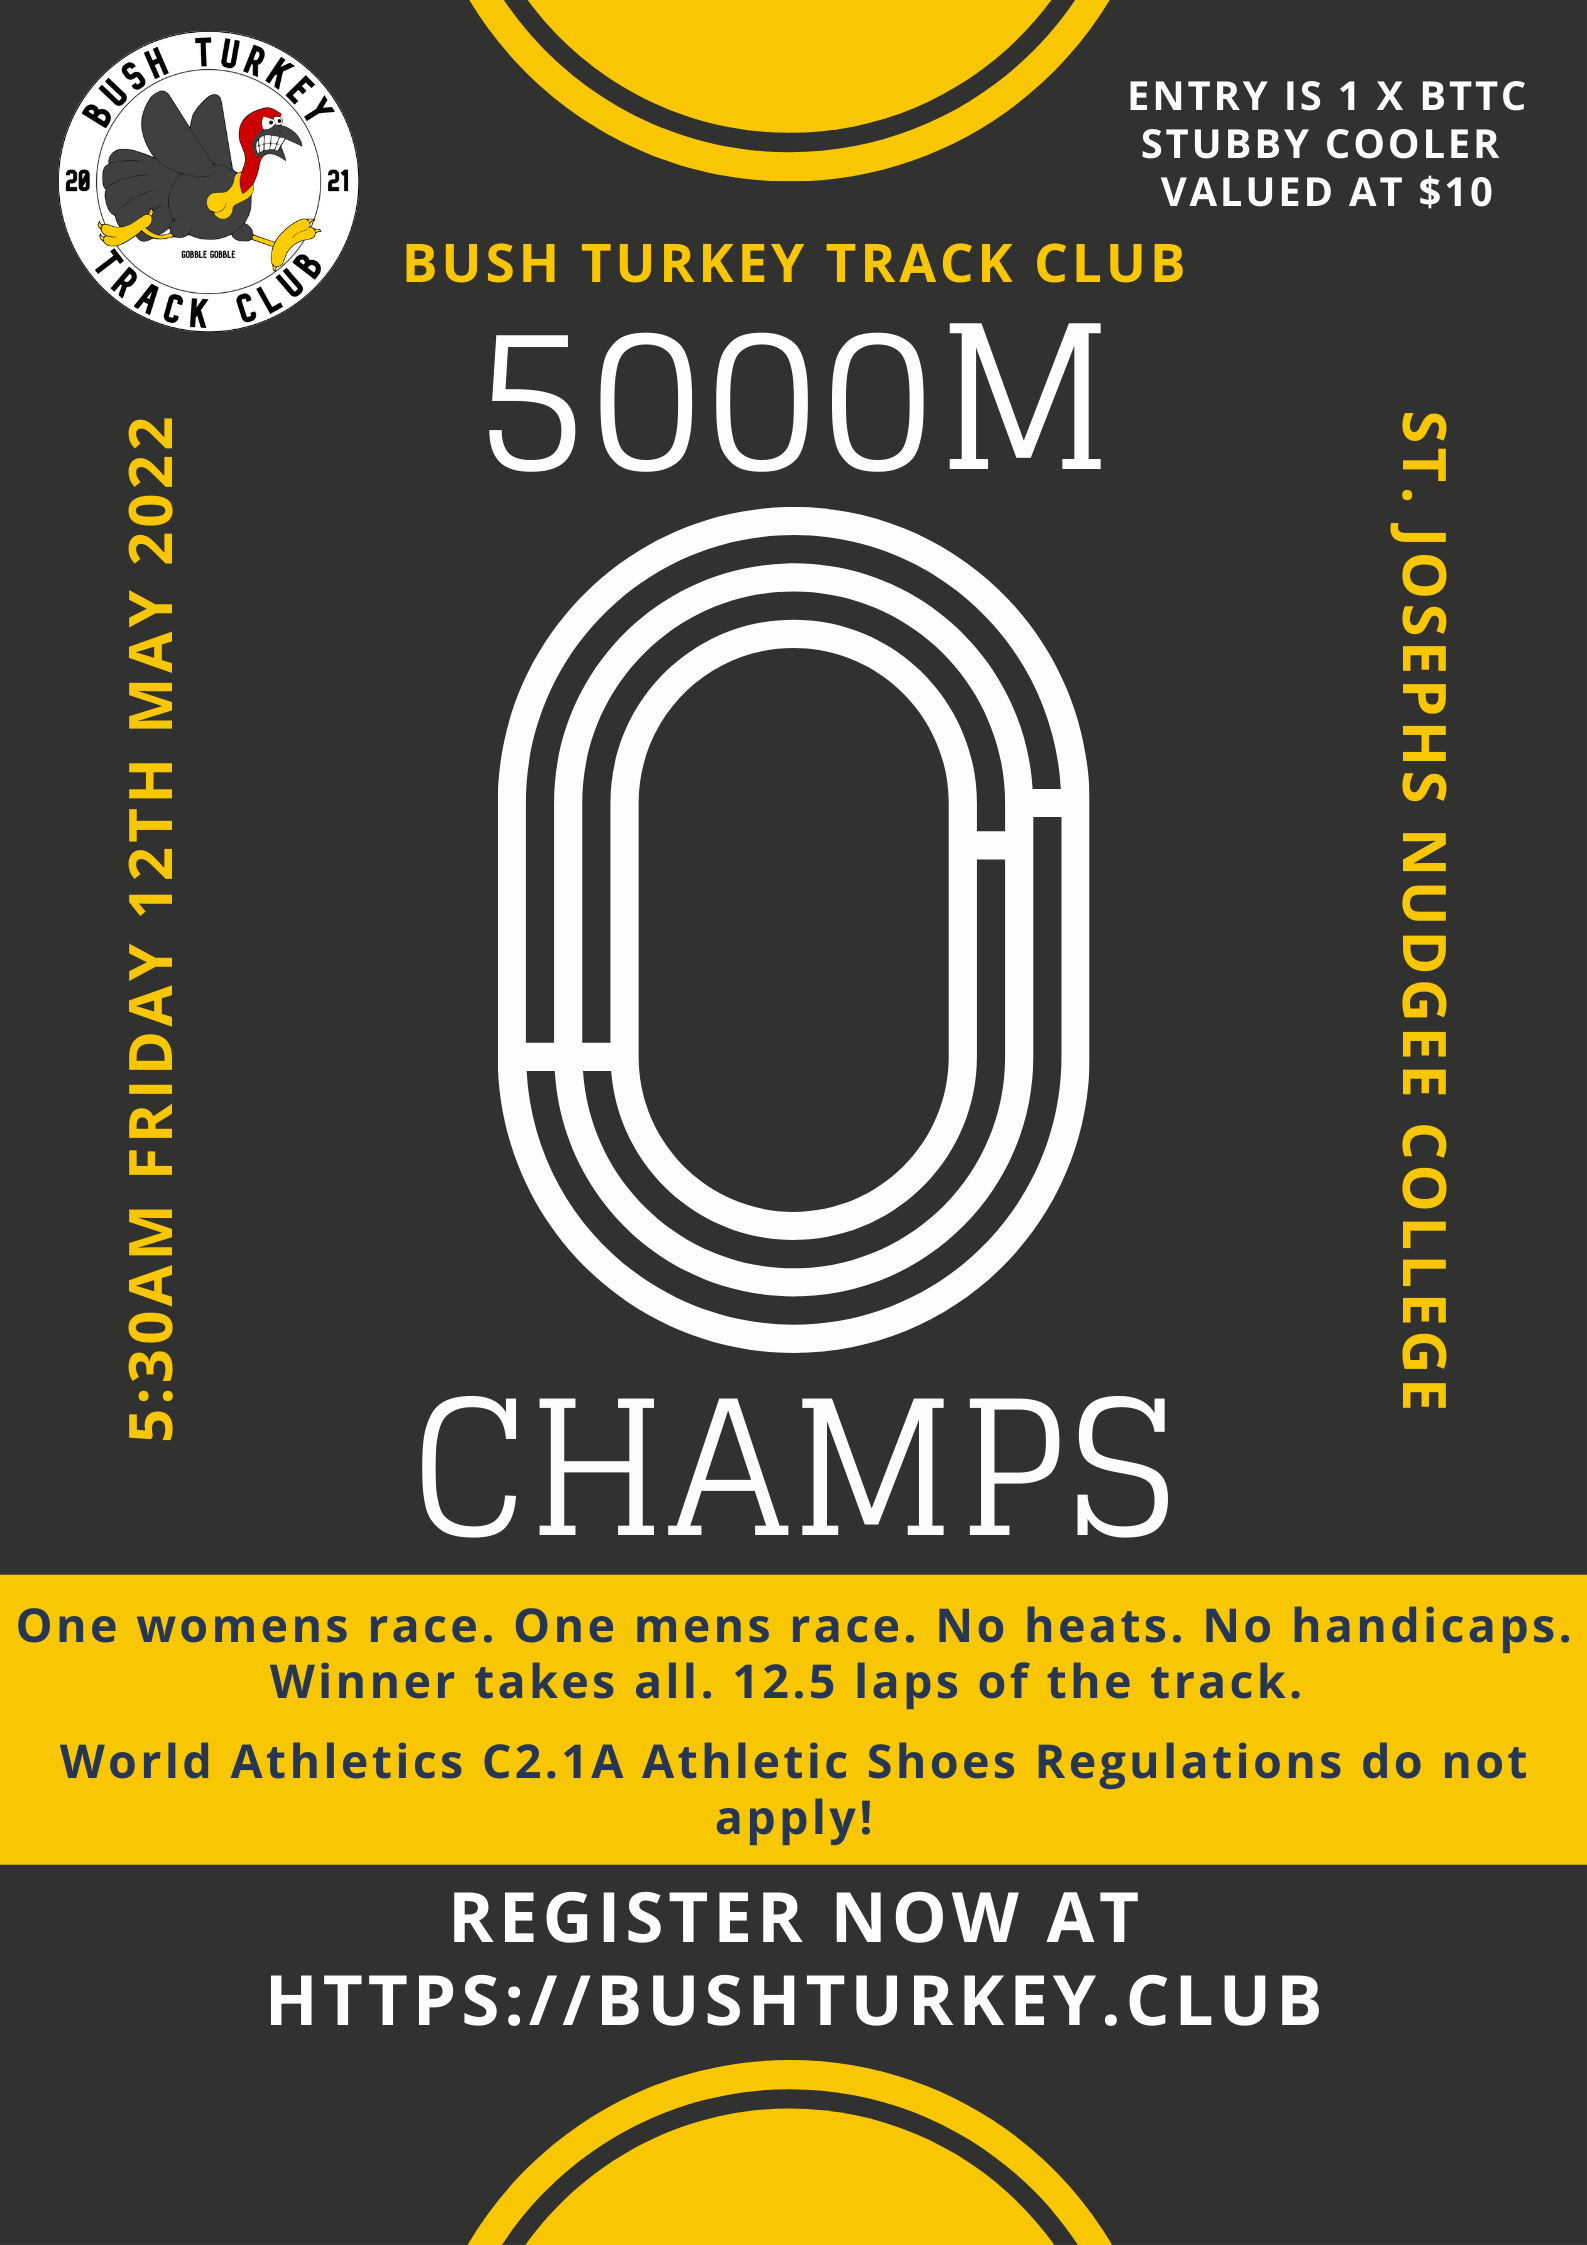 BUSH TURKEY
20
21
GOBBLE GOBBLE
TRACK CLUB
ENTRY IS 1 X BTTC
STUBBY COOLER
VALUED AT $10
BUSH TURKEY TRACK CLUB
5000M
5:30AM FRIDAY 12TH MAY 2022
ST. JOSEPHS NUDGEE COLLEGE
CHAMPS
One womens race. One mens race. No heats. No handicaps.
Winner takes all. 12.5 laps of the track.
World Athletics C2.1A Athletic Shoes Regulations do not
apply!
REGISTER NOW AT
HTTPS://BUSHTURKEY.CLUB